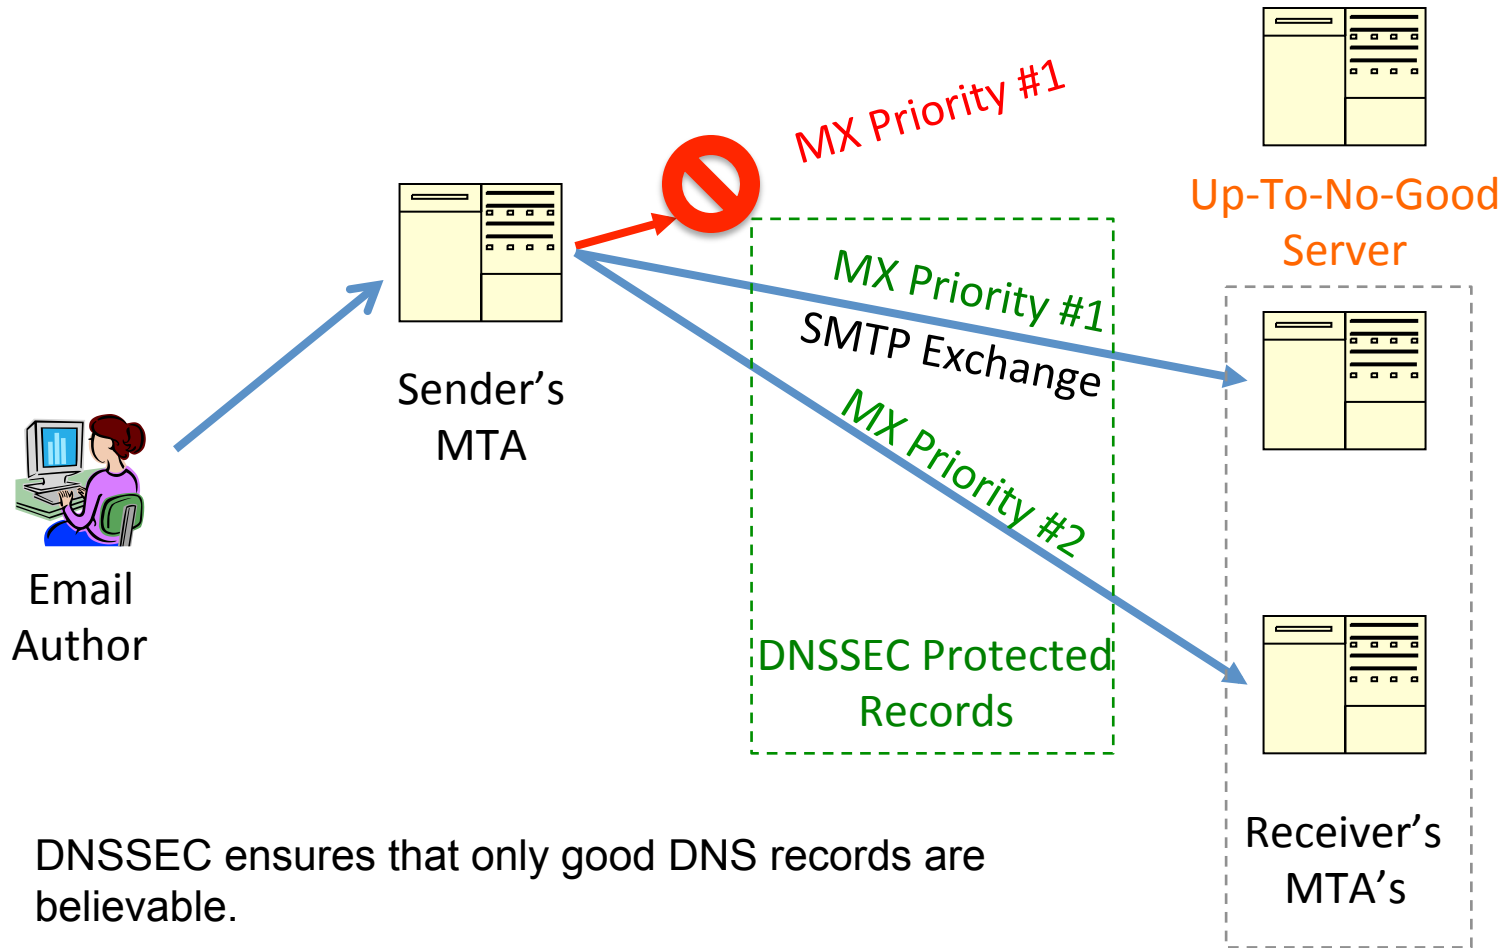 MX Priority #1
Up-To-No-Good
Server
MX Priority #1
SMTP Exchange
Sender’s
MTA
MX Priority #2
Email
Author
DNSSEC Protected
Records
Receiver’s
MTA’s
DNSSEC ensures that only good DNS records are
believable.